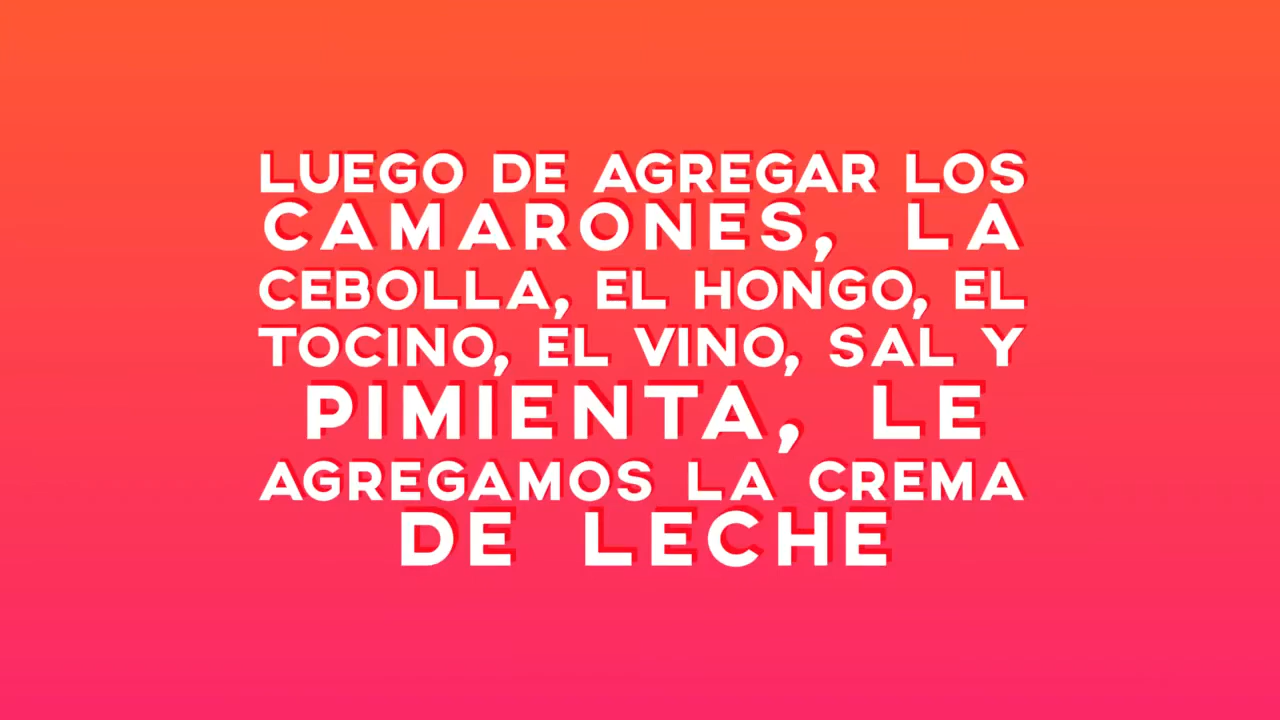 LUEGO DE AGREGAR LOS
CAMARONES, LA
CEBOLLA, EL HONGO, EL
TOCINO, EL VINO, SAL Y
PIMIENTA, LE
AGREGAMOS LA CREMA
DE LECHE